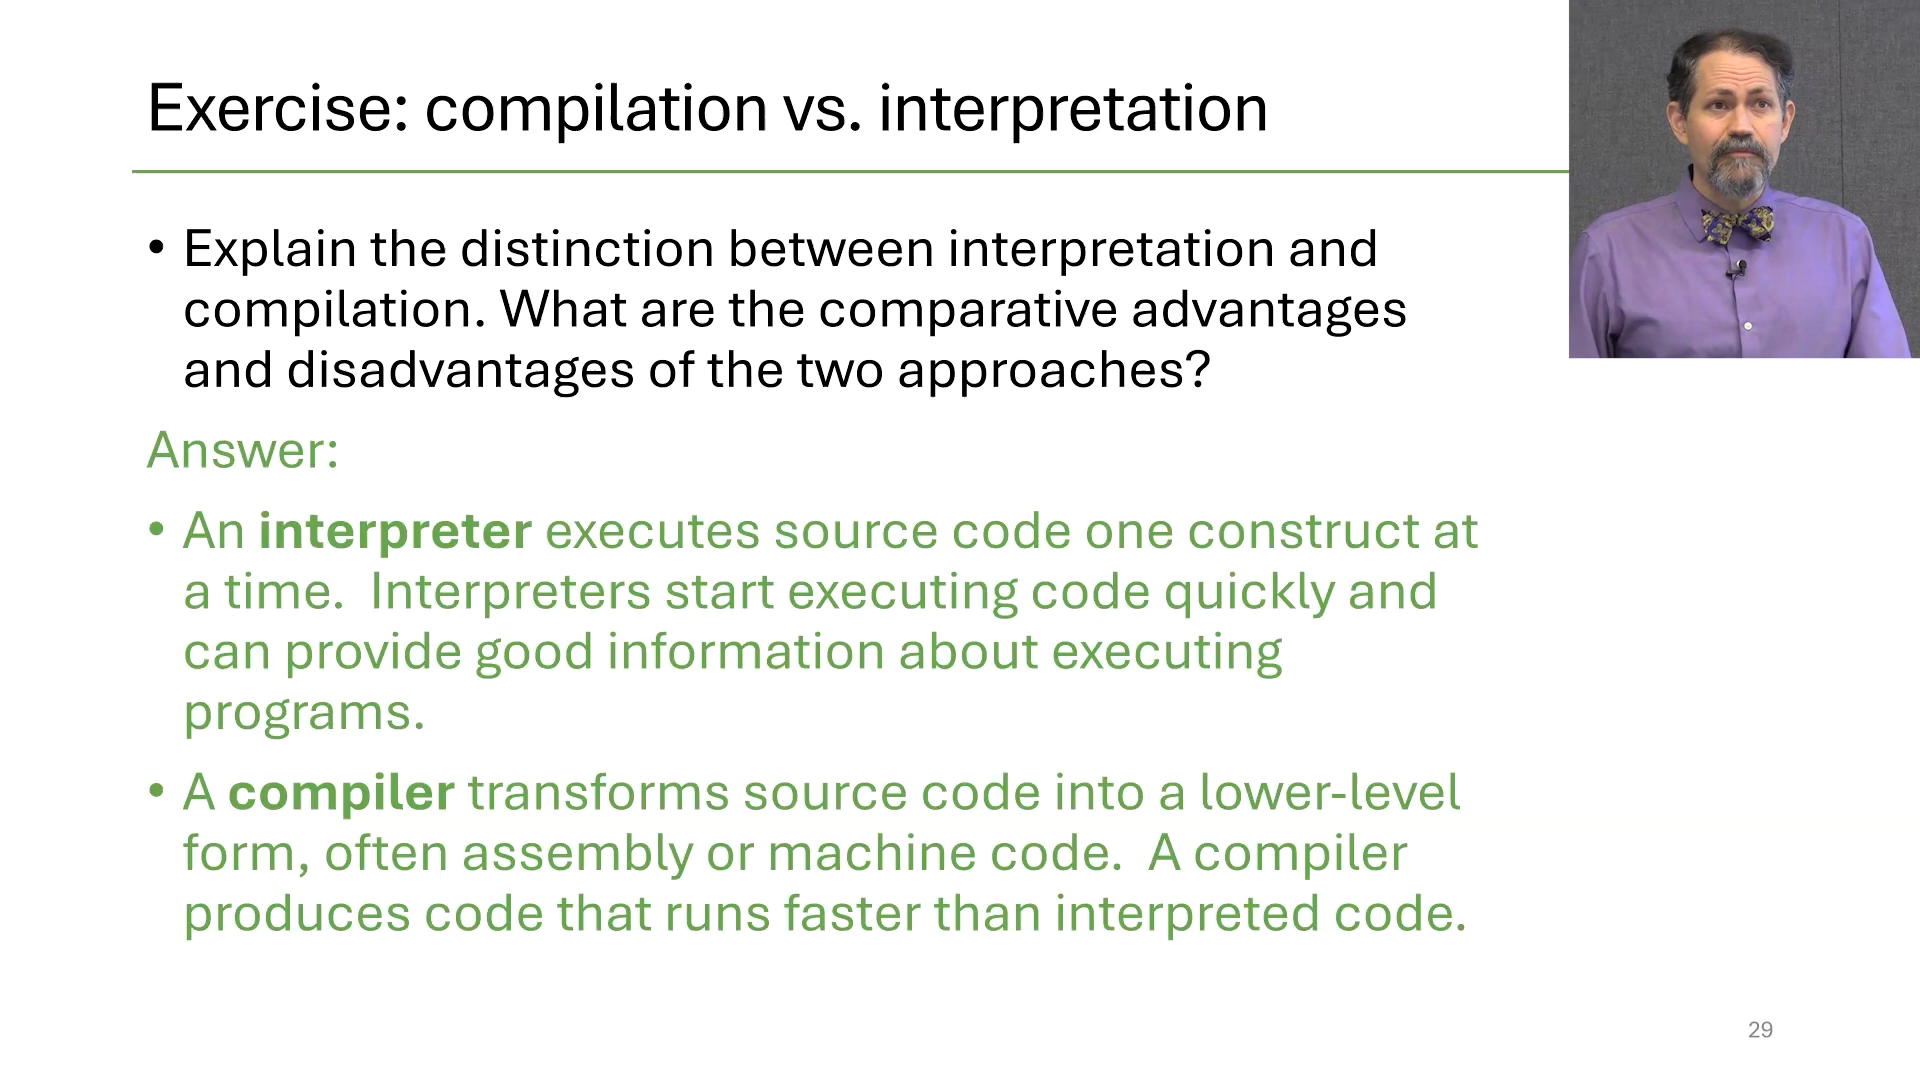 Exercise: compilation vs. interpretation
• Explain the distinction between interpretation and
compilation. What are the comparative advantages
and disadvantages of the two approaches?
Answer:
• An interpreter executes source code one construct at
a time.  Interpreters start executing code quickly and
can provide good information about executing
programs.
• A compiler transforms source code into a lower-level
form, often assembly or machine code.  A compiler
produces code that runs faster than interpreted code.
29